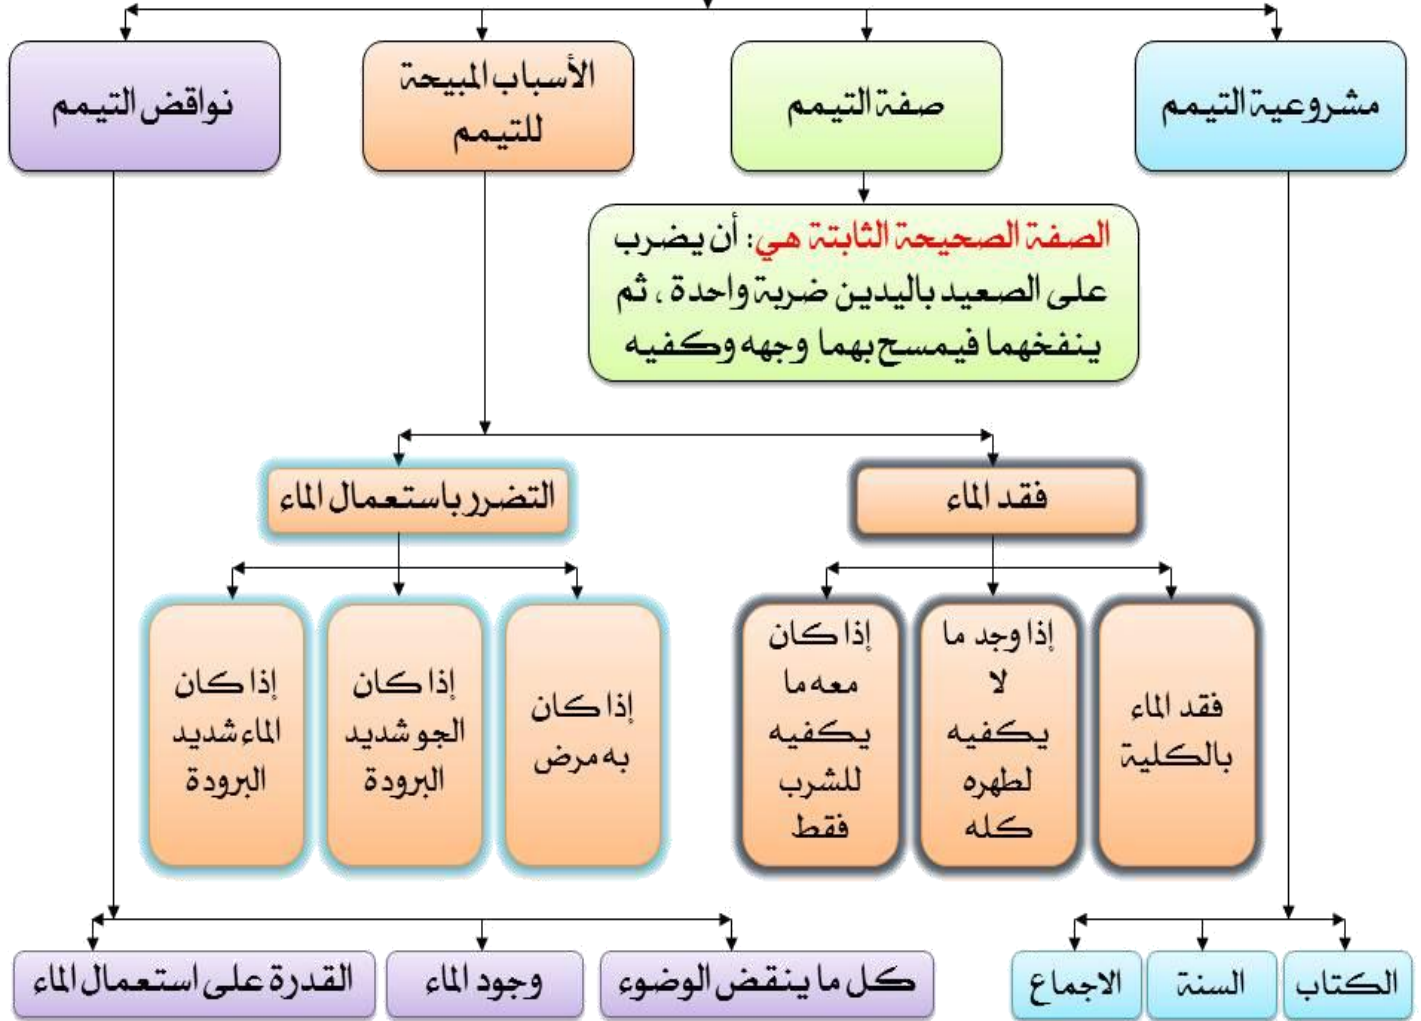 مشروعية التيمم
صفة التيمم
الأسباب المبيحة
للتيمم
نواقض التيمم
الصفة الصحيحة الثابتة هي: أن يضرب
على الصعيد باليدين ضربة واحدة ، ثم
ينفخهما فيمسح بهما وجهه وكفيه
فقد الماء
التضرر باستعمال الماء
فقد الماء
بالكلية
إذا وجد ما
لا
يكفيه
لطهره
كله
إذا كان
معه ما
يكفيه
للشرب
فقط
إذا كان
به مرض
إذا كان
الجو شديد
البرودة
إذا كان
الماء شديد
البرودة
الكتاب
السنة
الاجماع
كل ما ينقض الوضوء
وجود الماء
القدرة على استعمال الماء